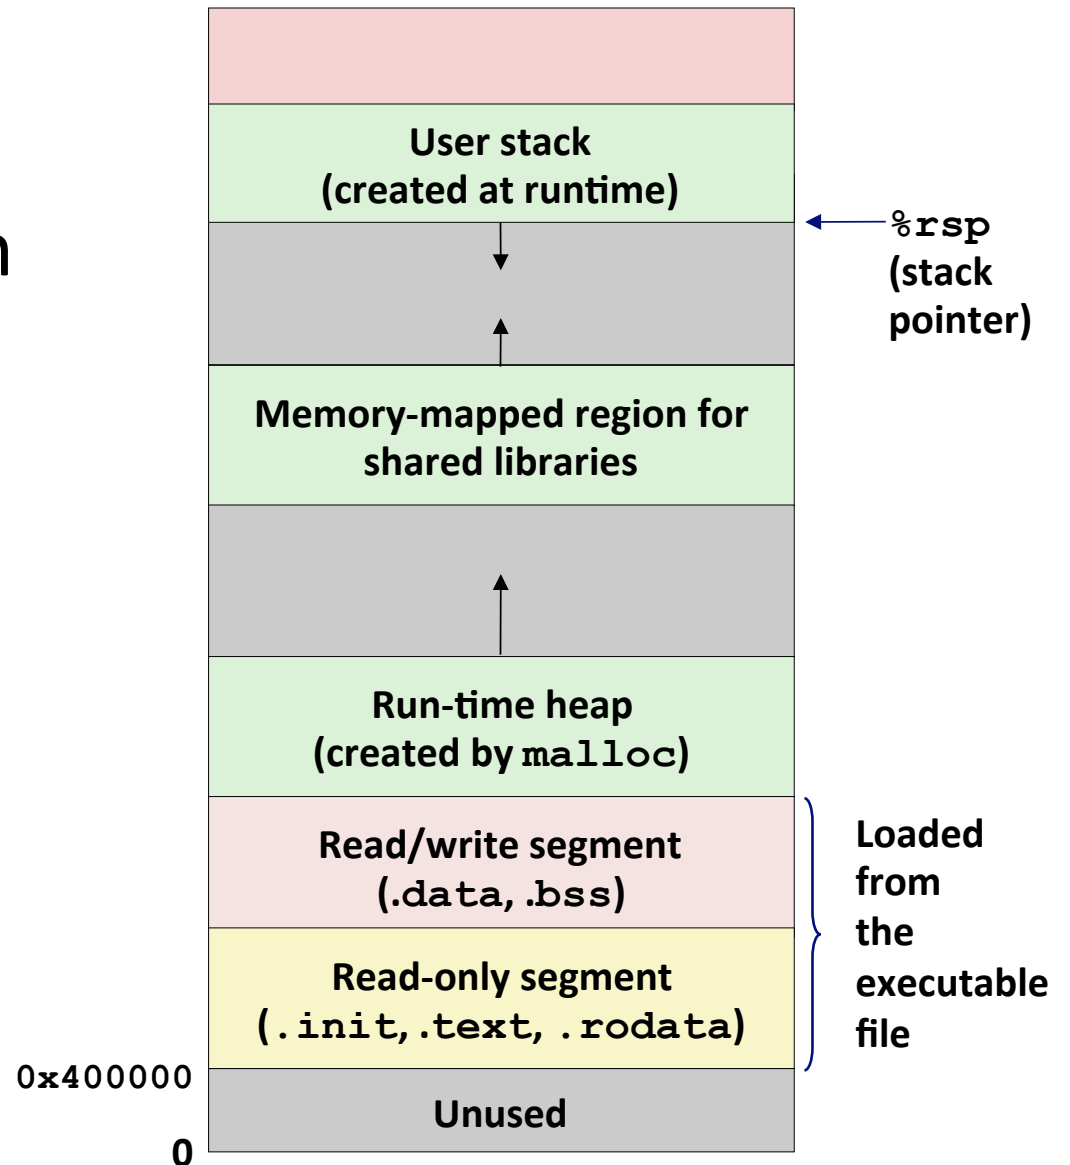 User stack
(created at runtime)
n
%rsp
(stack
pointer)
Memory-mapped region for
shared libraries
Run-time heap
(created by malloc)
Read/write segment
(.data, .bss)
Loaded
from
the
executable
file
Read-only segment
(.init, .text, .rodata)
0x400000
Unused
0